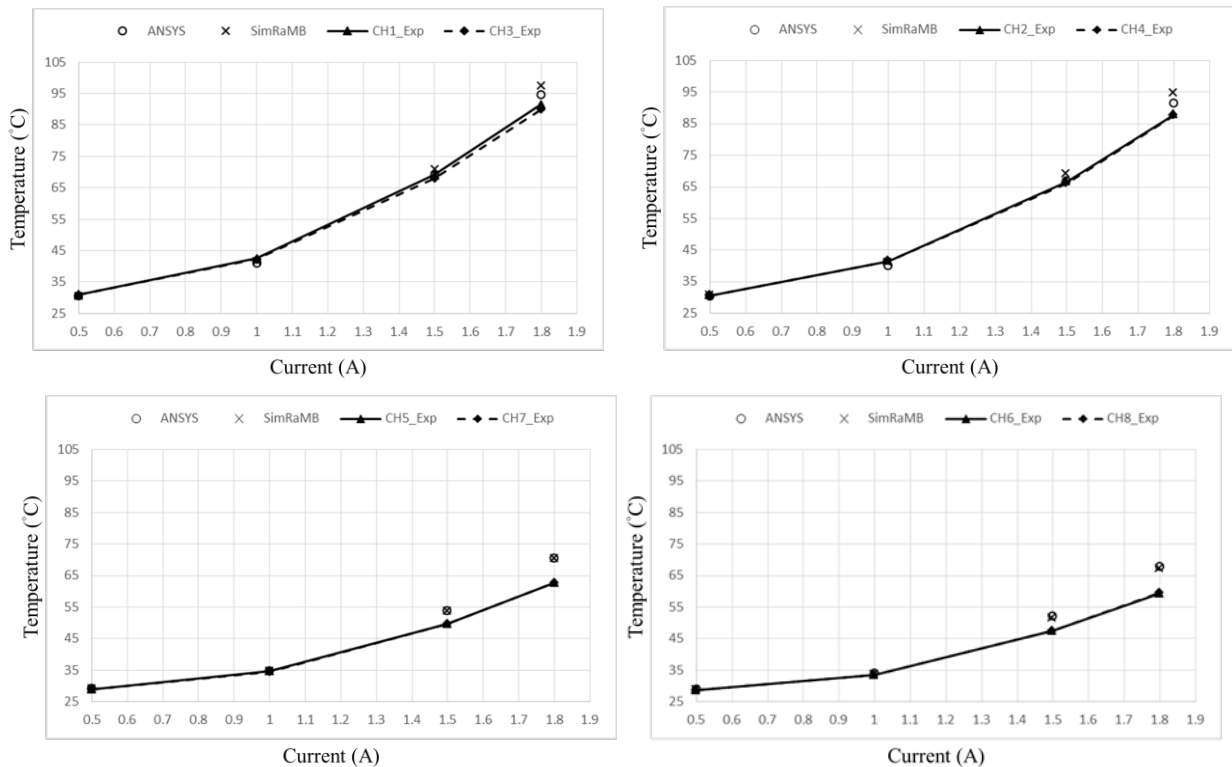 ANSYS SimRaMB CH1_Exp CH3_Exp
105
95
85
75
65
55
45
35
25
0.5 0.6 0.7 0.8 0.9 1 1.1 1.2 1.3 1.4 1.5 1.6 1.7 1.8 1.9
Temperature (°C)
Current (A)
ANSYS SimRaMB CH2_Exp CH4_Exp
105
95
85
75
65
55
45
35
25
0.5 0.6 0.7 0.8 0.9 1 1.1 1.2 1.3 1.4 1.5 1.6 1.7 1.8 1.9
Temperature (°C)
Current (A)
ANSYS SimRaMB CH5_Exp CH7_Exp
105
95
85
75
65
55
45
35
25
0.5 0.6 0.7 0.8 0.9 1 1.1 1.2 1.3 1.4 1.5 1.6 1.7 1.8 1.9
Temperature (°C)
Current (A)
ANSYS SimRaMB CH6_Exp CH8_Exp
105
95
85
75
65
55
45
35
25
0.5 0.6 0.7 0.8 0.9 1 1.1 1.2 1.3 1.4 1.5 1.6 1.7 1.8 1.9
Temperature (°C)
Current (A)